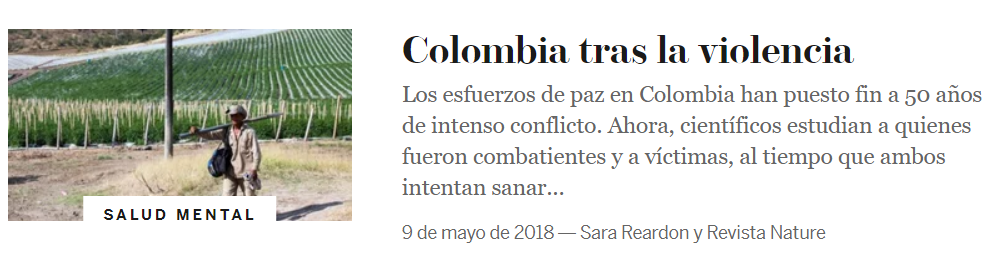 Colombia tras la violencia
Los esfuerzos de paz en Colombia han puesto fin a 50 años
de intenso conflicto. Ahora, científicos estudian a quienes
fueron combatientes y a víctimas, al tiempo que ambos
intentan sanar...
SALUD MENTAL
9 de mayo de 2018 — Sara Reardon y Revista Nature